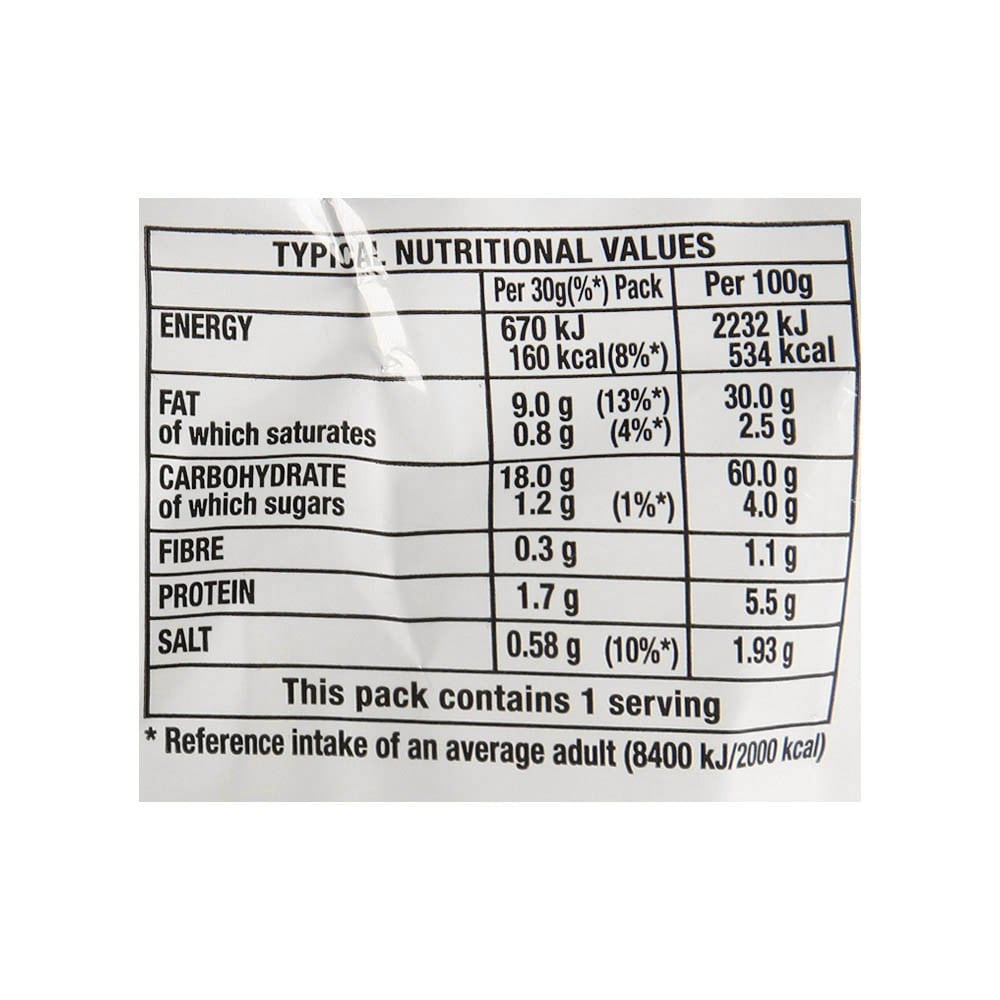 TYPICAL NUTRITIONAL VALUES
Per 30g(%*) Pack Per 100g
ENERGY 670 kJ 2232 kJ
160 kcal(8%*) 534 kcal
FAT 9.0 g (13%*) 30.0 g
of which saturates 0.8 g (4%*) 2.5 g
CARBOHYDRATE 18.0 g 60.0 g
of which sugars 1.2 g (1%*) 4.0 g
FIBRE 0.3 g 1.1 g
PROTEIN 1.7 g 5.5 g
SALT 0.58 g (10%*) 1.93 g
This pack contains 1 serving
* Reference intake of an average adult (8400 kJ/2000 kcal)